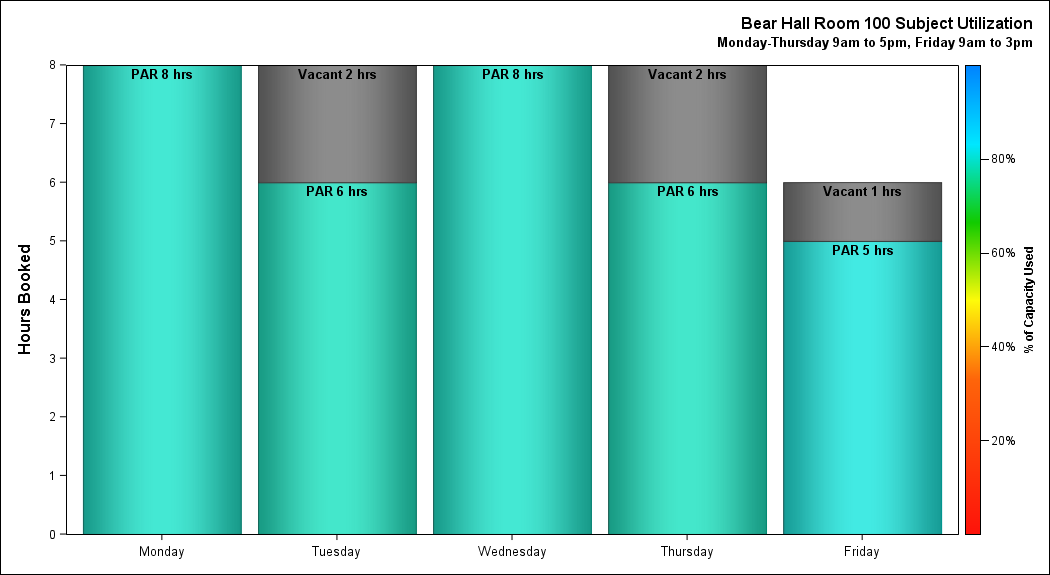 Bear Hall Room 100 Subject Utilization
Monday-Thursday 9am to 5pm, Friday 9am to 3pm
Hours Booked
8
7
6
5
4
3
2
1
0
PAR 8 hrs
Vacant 2 hrs
PAR 6 hrs
PAR 8 hrs
Vacant 2 hrs
PAR 6 hrs
Vacant 1 hrs
PAR 5 hrs
Monday
Tuesday
Wednesday
Thursday
Friday
80%
60%
40%
20%
% of Capacity Used